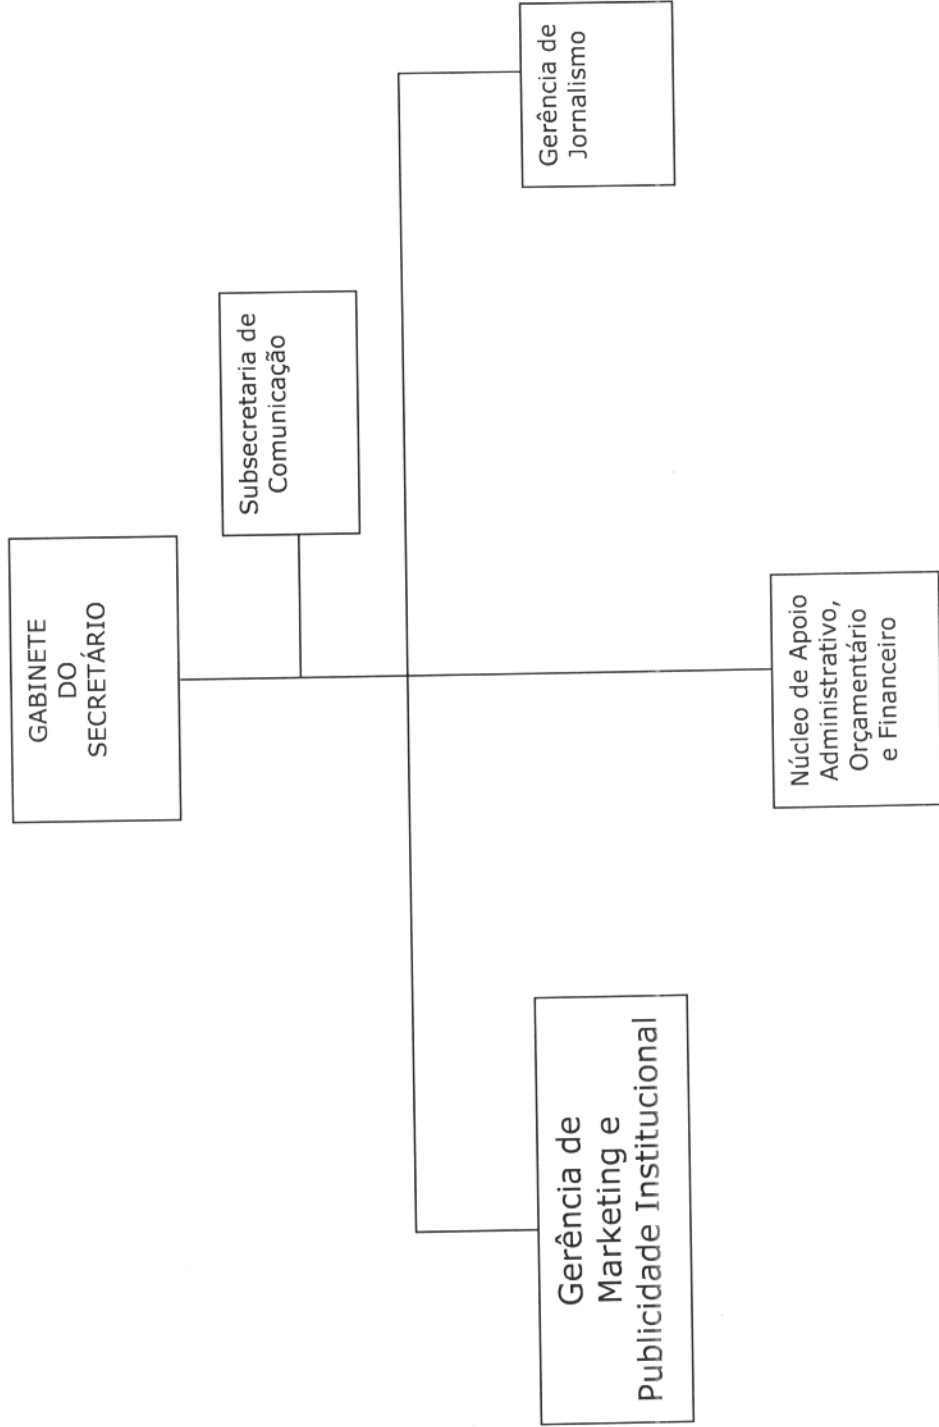 GABINETE
DO
SECRETÁRIO
Subsecretaria de
Comunicação
Gerência de
Marketing e
Publicidade Institucional
Núcleo de Apoio
Administrativo,
Orçamentário
e Financeiro
Gerência de
Jornalismo